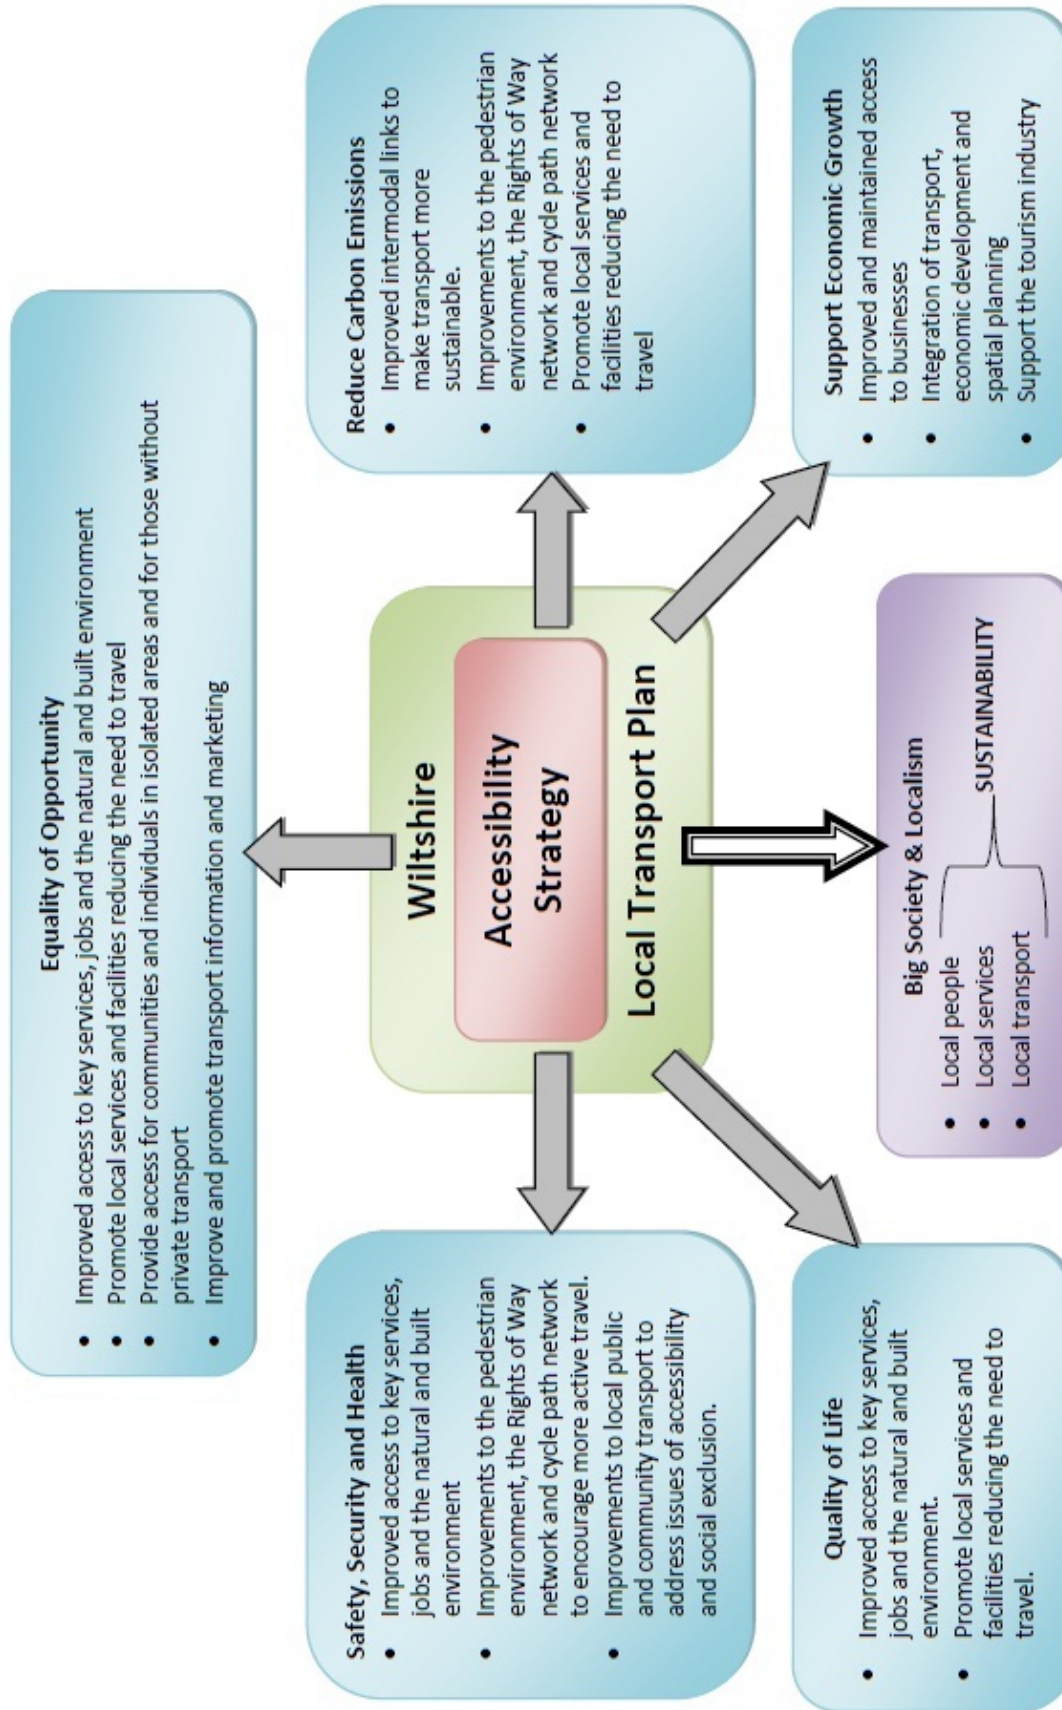 Equality of Opportunity
• Improved access to key services, jobs and the natural and built environment
• Promote local services and facilities reducing the need to travel
• Provide access for communities and individuals in isolated areas and for those without
private transport
• Improve and promote transport information and marketing
Safety, Security and Health
• Improved access to key services,
jobs and the natural and built
environment
• Improvements to the pedestrian
environment, the Rights of Way
network and cycle path network
to encourage more active travel.
• Improvements to local public
and community transport to
address issues of accessibility
and social exclusion.
Wiltshire
Accessibility
Strategy
Local Transport Plan
Reduce Carbon Emissions
• Improved intermodal links to
make transport more
sustainable.
• Improvements to the pedestrian
environment, the Rights of Way
network and cycle path network
• Promote local services and
facilities reducing the need to
travel
Quality of Life
• Improved access to key services,
jobs and the natural and built
environment.
• Promote local services and
facilities reducing the need to
travel.
Big Society & Localism
• Local people
• Local services
• Local transport
SUSTAINABILITY
Support Economic Growth
• Improved and maintained access
to businesses
• Integration of transport,
economic development and
spatial planning
• Support the tourism industry